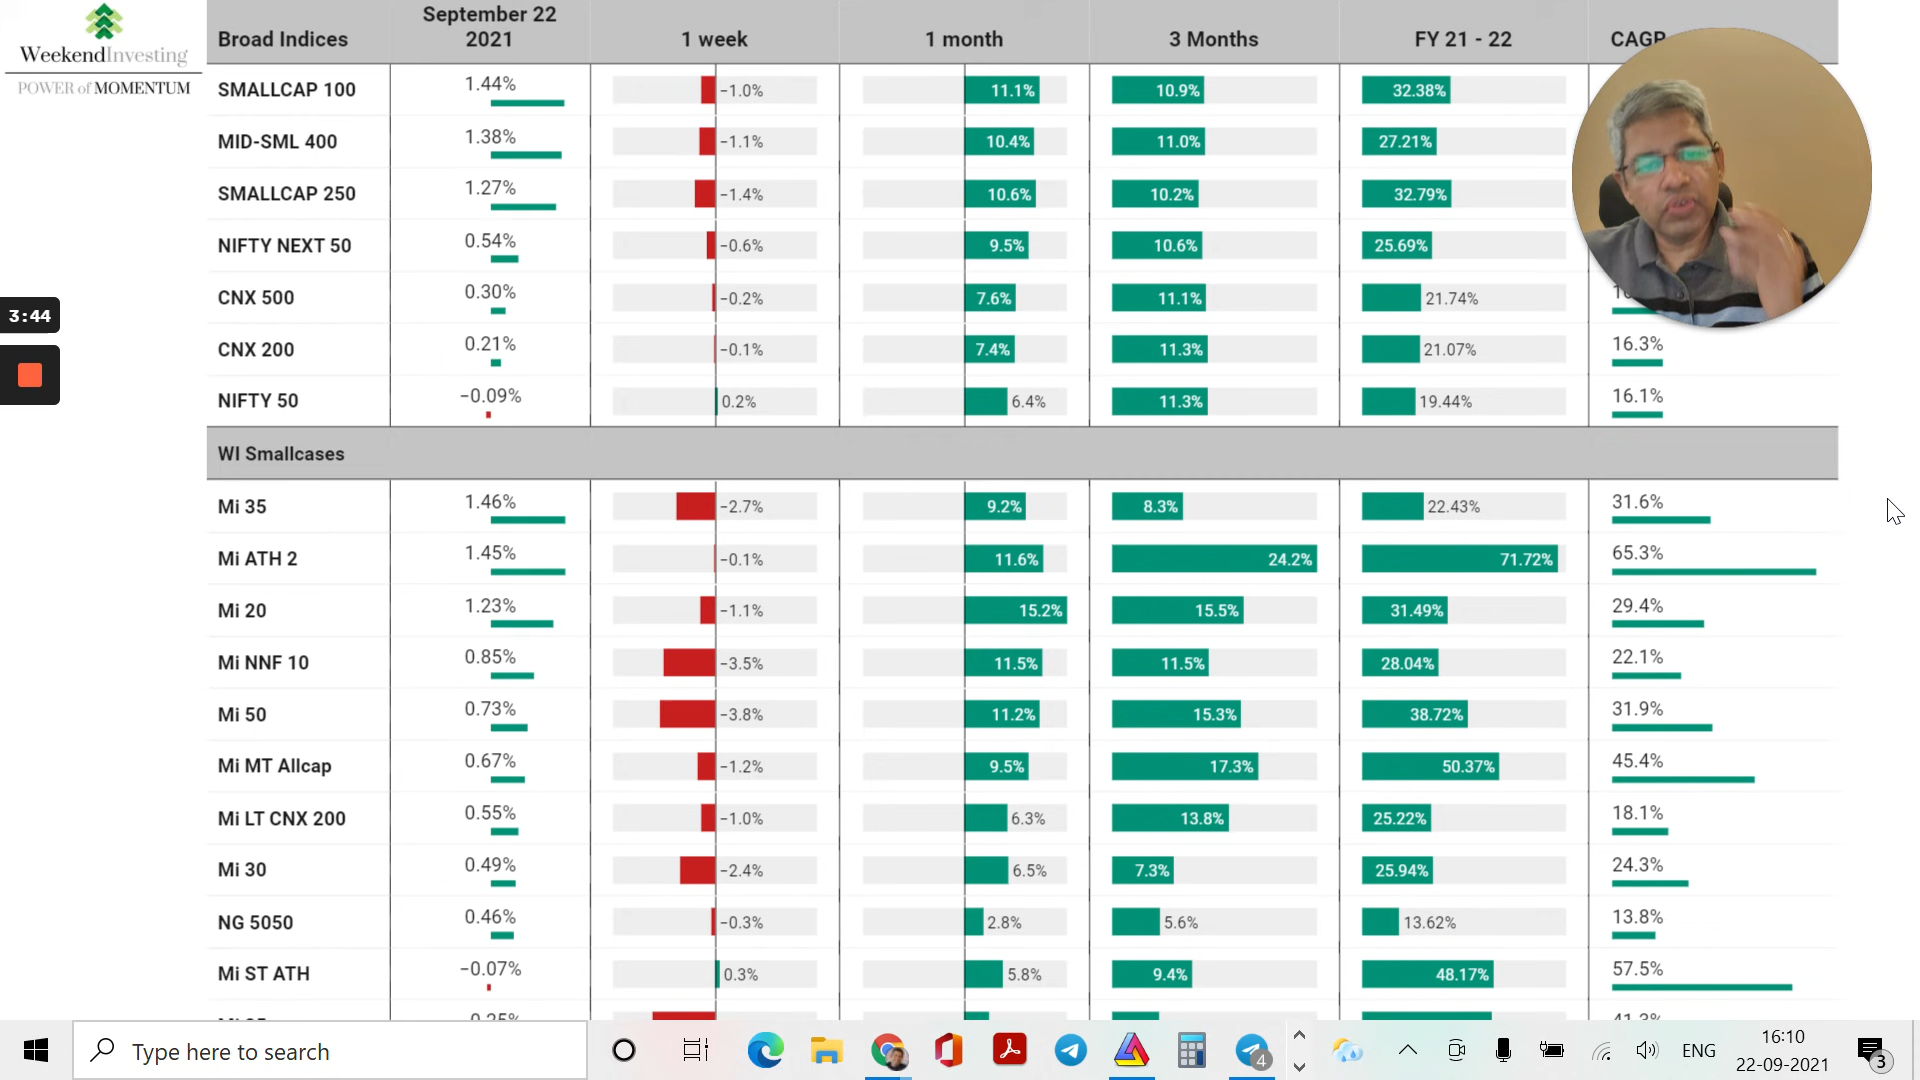 WeekendInvesting
POWER of MOMENTUM
Broad Indices September 22 2021 1 week 1 month 3 Months FY 21 - 22
SMALLCAP 100 1.44% −1.0% 11.1% 10.9% 32.38%
MID-SML 400 1.38% −1.1% 10.4% 11.0% 27.21%
SMALLCAP 250 1.27% −1.4% 10.6% 10.2% 32.79%
NIFTY NEXT 50 0.54% −0.6% 9.5% 10.6% 25.69%
CNX 500 0.30% −0.2% 7.6% 11.1% 21.74%
3:44
CNX 200 0.21% −0.1% 7.4% 11.3% 21.07% 16.3%
NIFTY 50 −0.09% 0.2% 6.4% 11.3% 19.44% 16.1%
WI Smallcases
Mi 35 1.46% −2.7% 9.2% 8.3% 22.43% 31.6%
Mi ATH 2 1.45% −0.1% 11.6% 24.2% 71.72% 65.3%
Mi 20 1.23% −1.1% 15.2% 15.5% 31.49% 29.4%
Mi NNF 10 0.85% −3.5% 11.5% 11.5% 28.04% 22.1%
Mi 50 0.73% −3.8% 11.2% 15.3% 38.72% 31.9%
Mi MT Allcap 0.67% −1.2% 9.5% 17.3% 50.37% 45.4%
Mi LT CNX 200 0.55% −1.0% 6.3% 13.8% 25.22% 18.1%
Mi 30 0.49% −2.4% 6.5% 7.3% 25.94% 24.3%
NG 5050 0.46% −0.3% 2.8% 5.6% 13.62% 13.8%
Mi ST ATH −0.07% 0.3% 5.8% 9.4% 48.17% 57.5%
Type here to search 4 ENG 16:10 3
22-09-2021